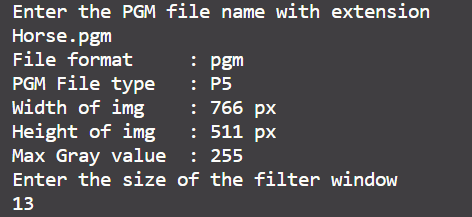 Enter the PGM file name with extension
Horse.pgm
File format     : pgm
PGM File type   : P5
Width of img    : 766 px
Height of img   : 511 px
Max Gray value  : 255
Enter the size of the filter window
13